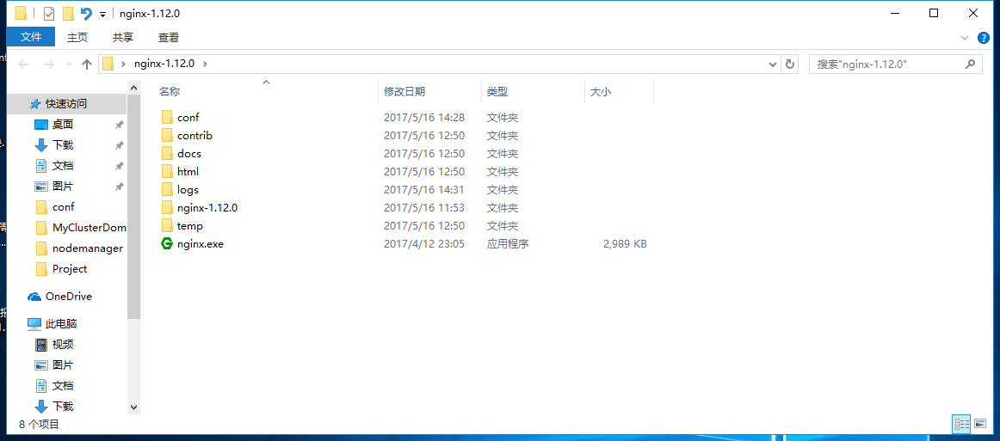 nginx-1.12.0
文件 主页 共享 查看
nginx-1.12.0 搜索"nginx-1.12.0"
名称 修改日期 类型 大小
快速访问
桌面
下载
文档
图片
conf
MyClusterDom
nodemanager
Project
OneDrive
此电脑
视频
图片
文档
下载
conf 2017/5/16 14:28 文件夹
contrib 2017/5/16 12:50 文件夹
docs 2017/5/16 12:50 文件夹
html 2017/5/16 12:50 文件夹
logs 2017/5/16 14:31 文件夹
nginx-1.12.0 2017/5/16 11:53 文件夹
temp 2017/5/16 12:50 文件夹
nginx.exe 2017/4/12 23:05 应用程序 2,989 KB
8 个项目